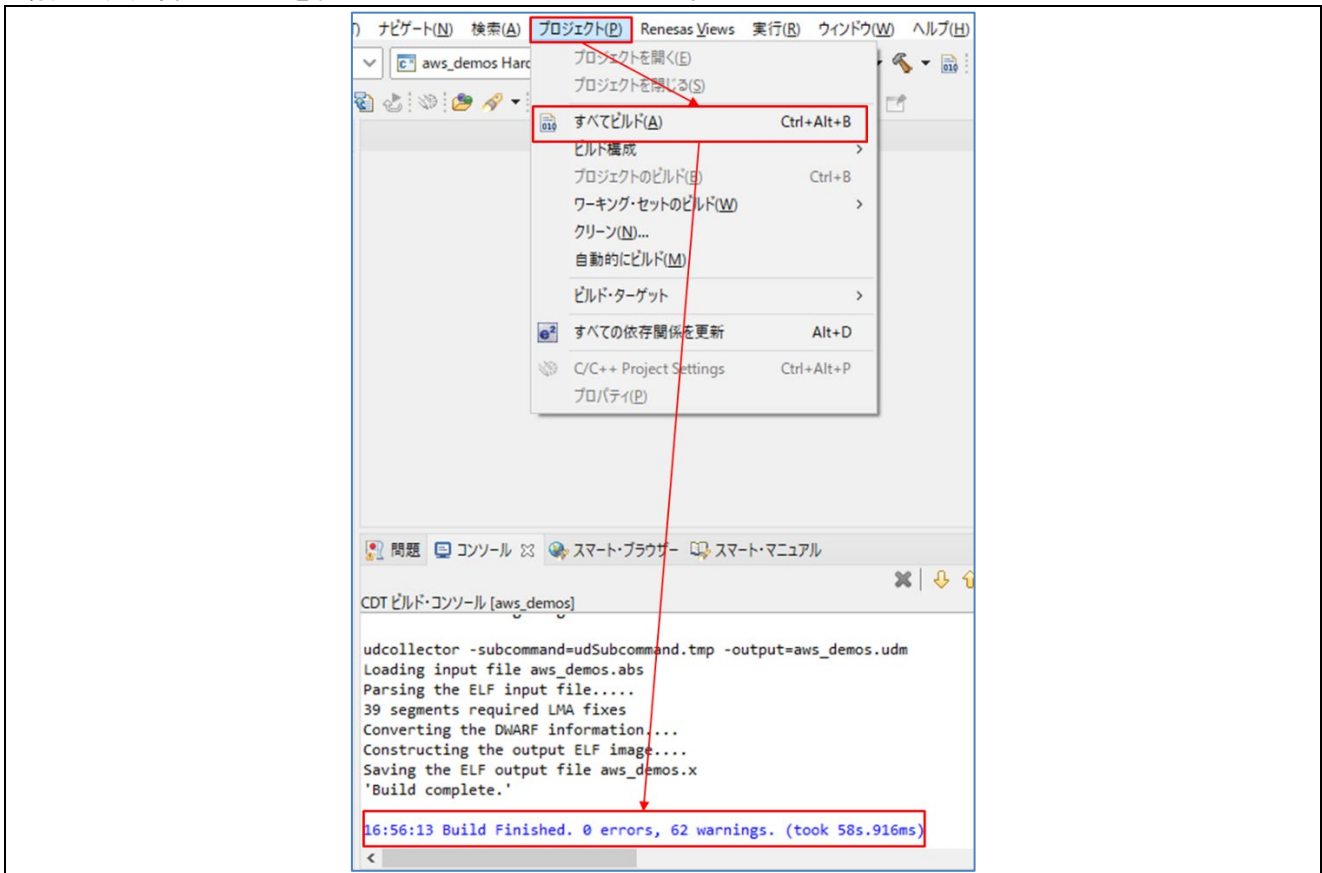 ナビゲート(N) 検索(A) プロジェクト(P) Renesas Views 実行(R) ウィンドウ(W) ヘルプ(H)
aws_demos Hard
プロジェクトを開く(E)
プロジェクトを閉じる(S)
すべてビルド(A) Ctrl+Alt+B
ビルド構成
プロジェクトのビルド(B) Ctrl+B
ワーキング・セットのビルド(W)
クリーン(N)...
自動的にビルド(M)
ビルド・ターゲット
すべての依存関係を更新 Alt+D
C/C++ Project Settings Ctrl+Alt+P
プロパティ(P)
問題 コンソール スマート・ブラウザー スマート・マニュアル
CDT ビルド・コンソール [aws_demos]
udcollector -subcommand=udSubcommand.tmp -output=aws_demos.udm
Loading input file aws_demos.abs
Parsing the ELF input file.....
39 segments required LMA fixes
Converting the DWARF information....
Constructing the output ELF image....
Saving the ELF output file aws_demos.x
'Build complete.'
16:56:13 Build Finished. 0 errors, 62 warnings. (took 58s.916ms)